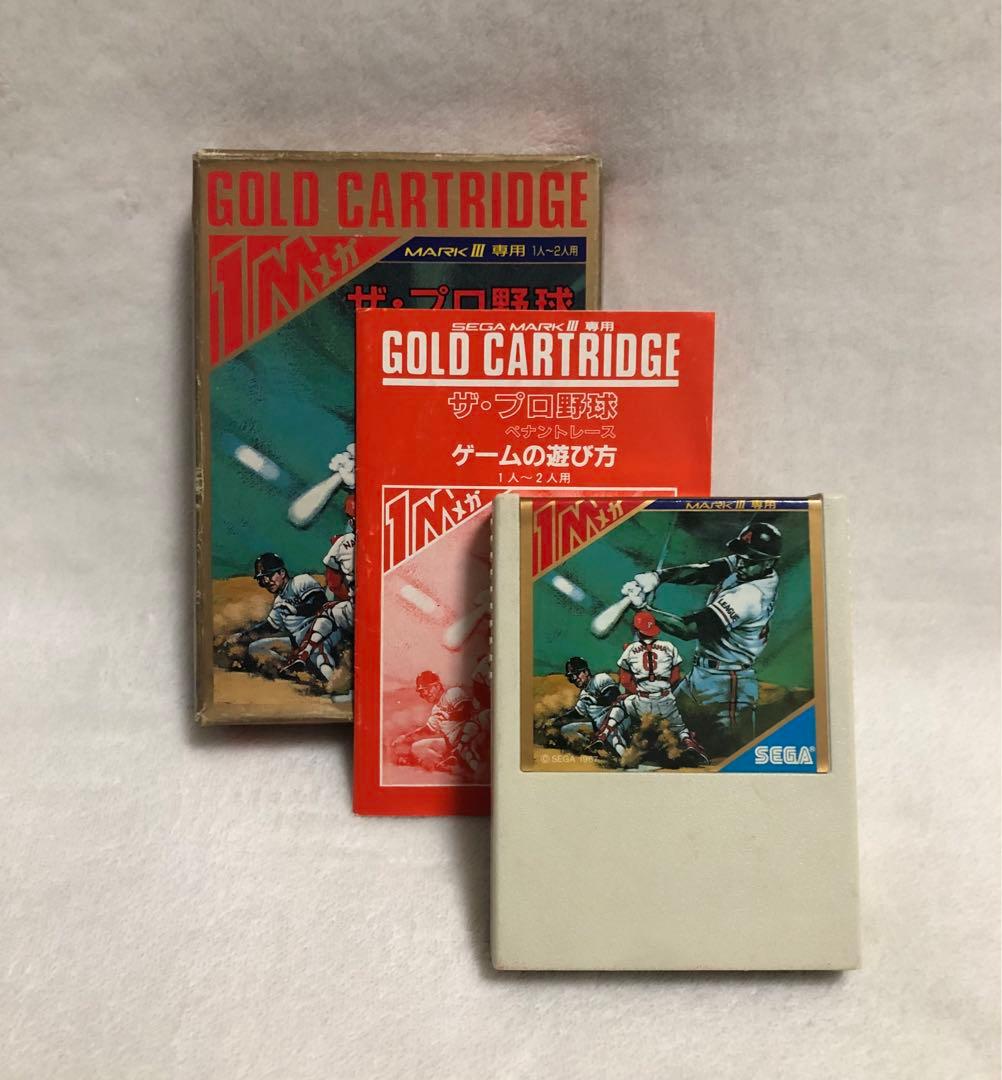 GOLD CARTRIDGE
1Mメガ
MARK III 専用 1人～2人用
ザ・プロ野球
SEGA MARK III 専用
GOLD CARTRIDGE
ザ・プロ野球
ペナントレース
ゲームの遊び方
1人～2人用
1Mメガ
1Mメガ
MARK III 専用
LEAGUE
6
SEGA®
© SEGA 1987